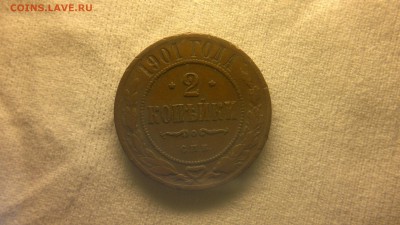 COINS.LAVE.RU
1901 ГОДА
2
КОПѢЙКИ
С.П.Б.